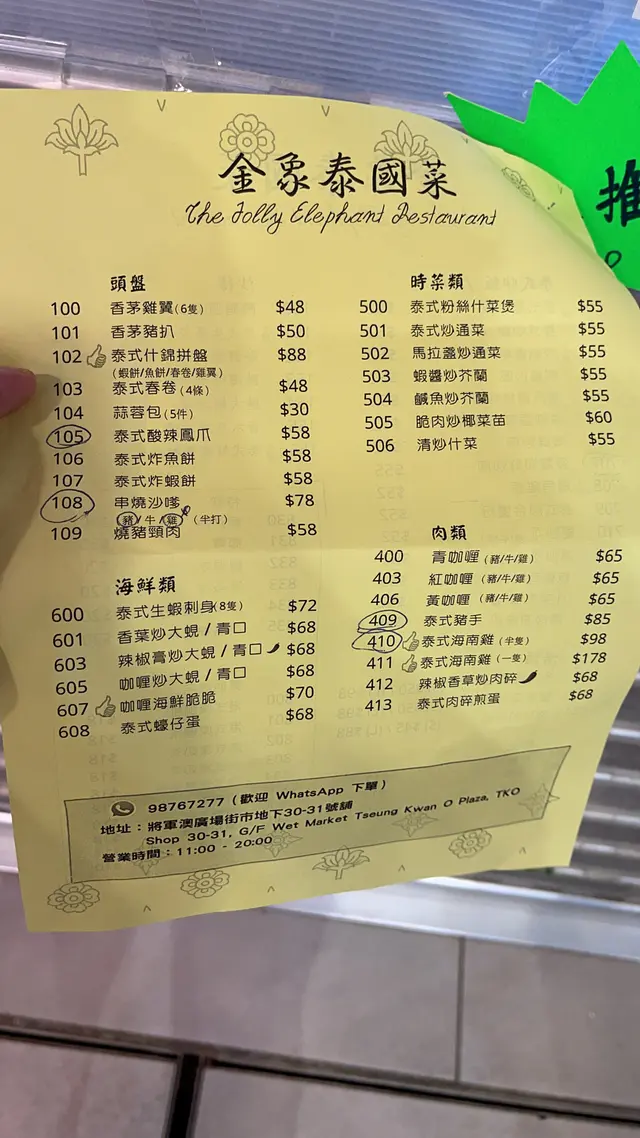 金象泰國菜
The Jolly Elephant Restaurant
頭盤
100 香茅雞翼(6隻) $48
101 香茅豬扒 $50
102 泰式什錦拼盤 $88
(蝦餅/魚餅/春卷/雞翼)
103 泰式春卷(4條) $48
104 蒜蓉包(5件) $30
105 泰式酸辣鳳爪 $58
106 泰式炸魚餅 $58
107 泰式炸蝦餅 $58
108 串燒沙嗲 $78
(豬/牛/雞)(半打)
109 燒豬頸肉 $58
海鮮類
600 泰式生蝦刺身(8隻) $72
601 香葉炒大蜆/青口 $68
603 辣椒膏炒大蜆/青口 $68
605 咖喱炒大蜆/青口 $68
607 咖喱海鮮脆脆 $70
608 泰式蠔仔蛋 $68
時菜類
500 泰式粉絲什菜煲 $55
501 泰式炒通菜 $55
502 馬拉盞炒通菜 $55
503 蝦醬炒芥蘭 $55
504 鹹魚炒芥蘭 $55
505 脆肉炒椰菜苗 $60
506 清炒什菜 $55
肉類
400 青咖喱(豬/牛/雞) $65
403 紅咖喱(豬/牛/雞) $65
406 黃咖喱(豬/牛/雞) $65
409 泰式豬手 $85
410 泰式海南雞(半隻) $98
411 泰式海南雞(一隻) $178
412 辣椒香草炒肉碎 $68
413 泰式肉碎煎蛋 $68
98767277(歡迎 WhatsApp 下單)
地址：將軍澳廣場街市地下30-31號舖
Shop 30-31, G/F Wet Market Tseung Kwan O Plaza, TKO
營業時間：11:00 - 20:00
推